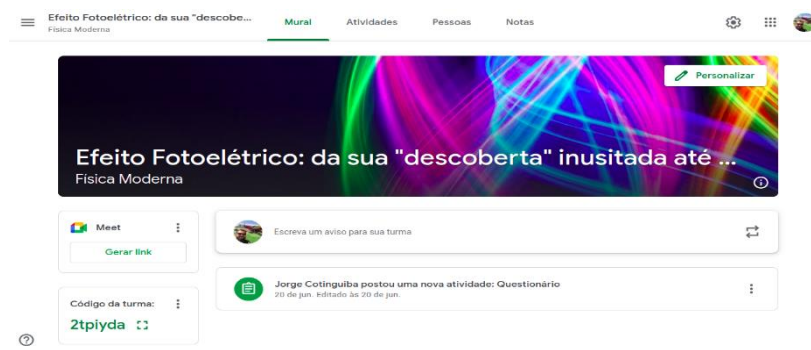 Efeito Fotoelétrico: da sua "descobe...
Física Moderna
Mural Atividades Pessoas Notas
Personalizar
Efeito Fotoelétrico: da sua "descoberta" inusitada até ...
Física Moderna
Meet
Gerar link
Escreva um aviso para sua turma
Jorge Cotinguiba postou uma nova atividade: Questionário
20 de jun. Editado às 20 de jun.
Código da turma:
2tpiyda